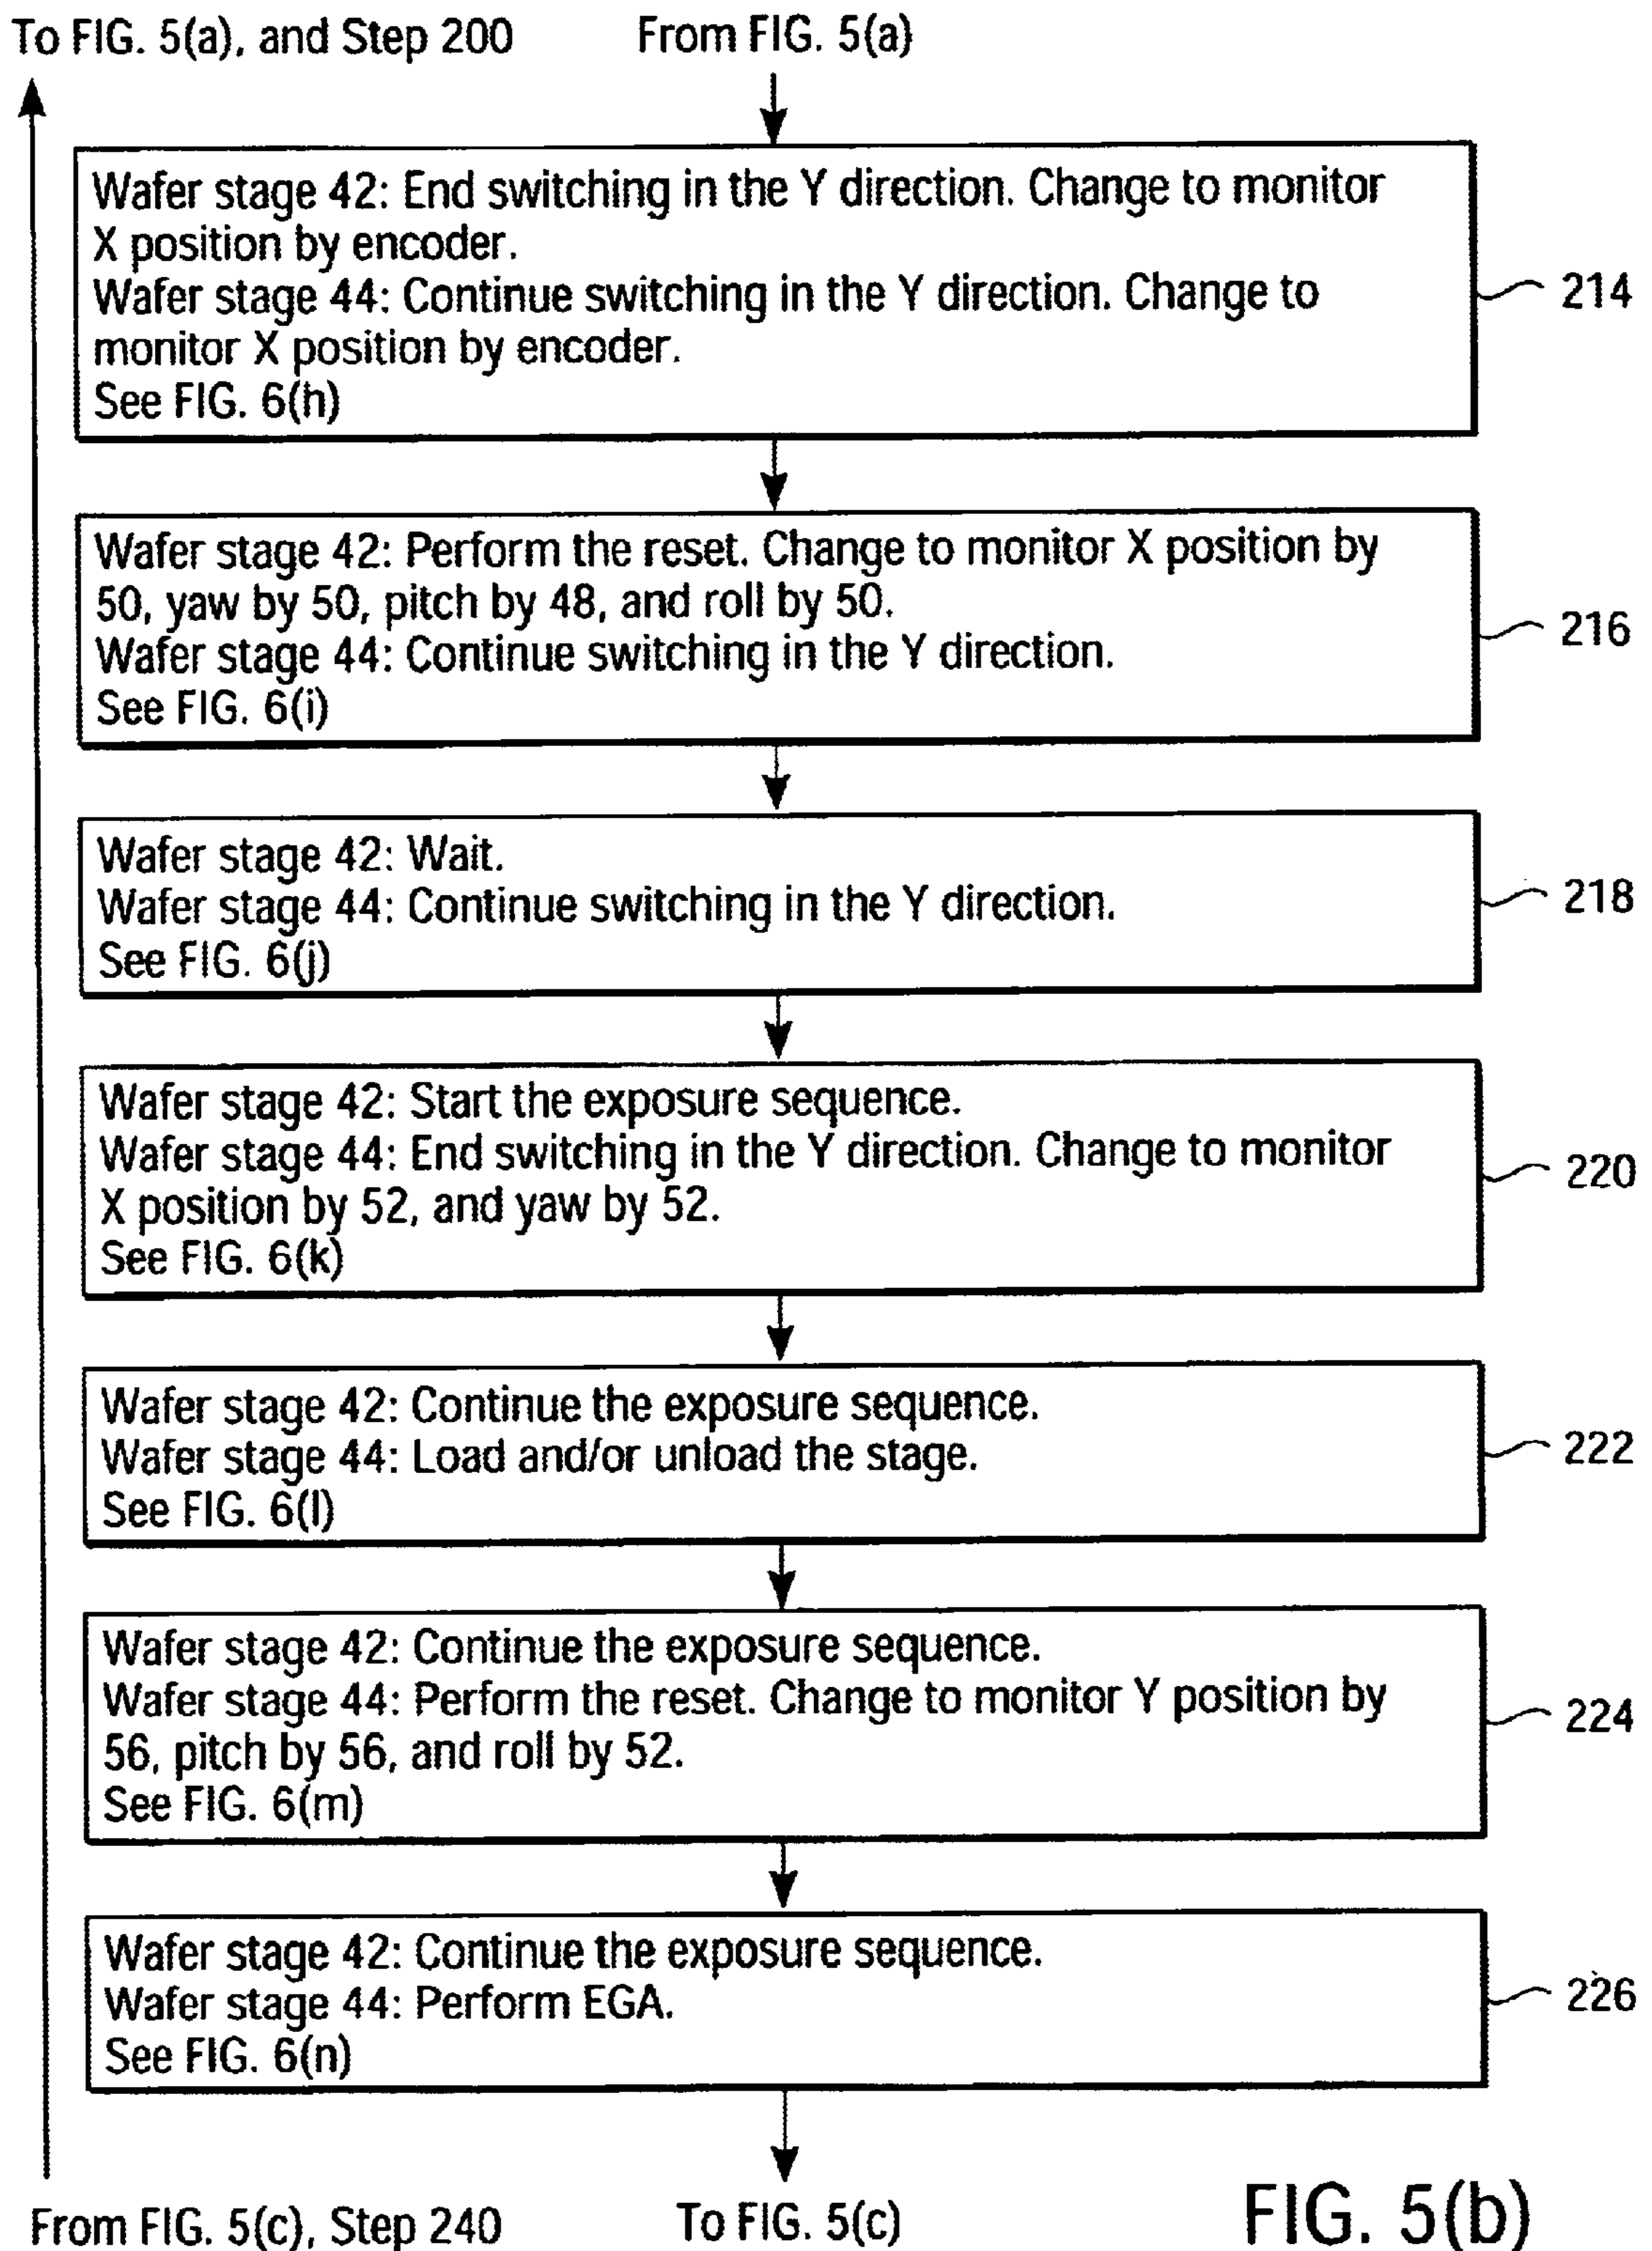 To FIG. 5(a), and Step 200
From FIG. 5(a)
Wafer stage 42: End switching in the Y direction. Change to monitor
X position by encoder.
Wafer stage 44: Continue switching in the Y direction. Change to
monitor X position by encoder.
See FIG. 6(h)
214
Wafer stage 42: Perform the reset. Change to monitor X position by
50, yaw by 50, pitch by 48, and roll by 50.
Wafer stage 44: Continue switching in the Y direction.
See FIG. 6(i)
216
Wafer stage 42: Wait.
Wafer stage 44: Continue switching in the Y direction.
See FIG. 6(j)
218
Wafer stage 42: Start the exposure sequence.
Wafer stage 44: End switching in the Y direction. Change to monitor
X position by 52, and yaw by 52.
See FIG. 6(k)
220
Wafer stage 42: Continue the exposure sequence.
Wafer stage 44: Load and/or unload the stage.
See FIG. 6(l)
222
Wafer stage 42: Continue the exposure sequence.
Wafer stage 44: Perform the reset. Change to monitor Y position by
56, pitch by 56, and roll by 52.
See FIG. 6(m)
224
Wafer stage 42: Continue the exposure sequence.
Wafer stage 44: Perform EGA.
See FIG. 6(n)
226
From FIG. 5(c), Step 240
To FIG. 5(c)
FIG. 5(b)